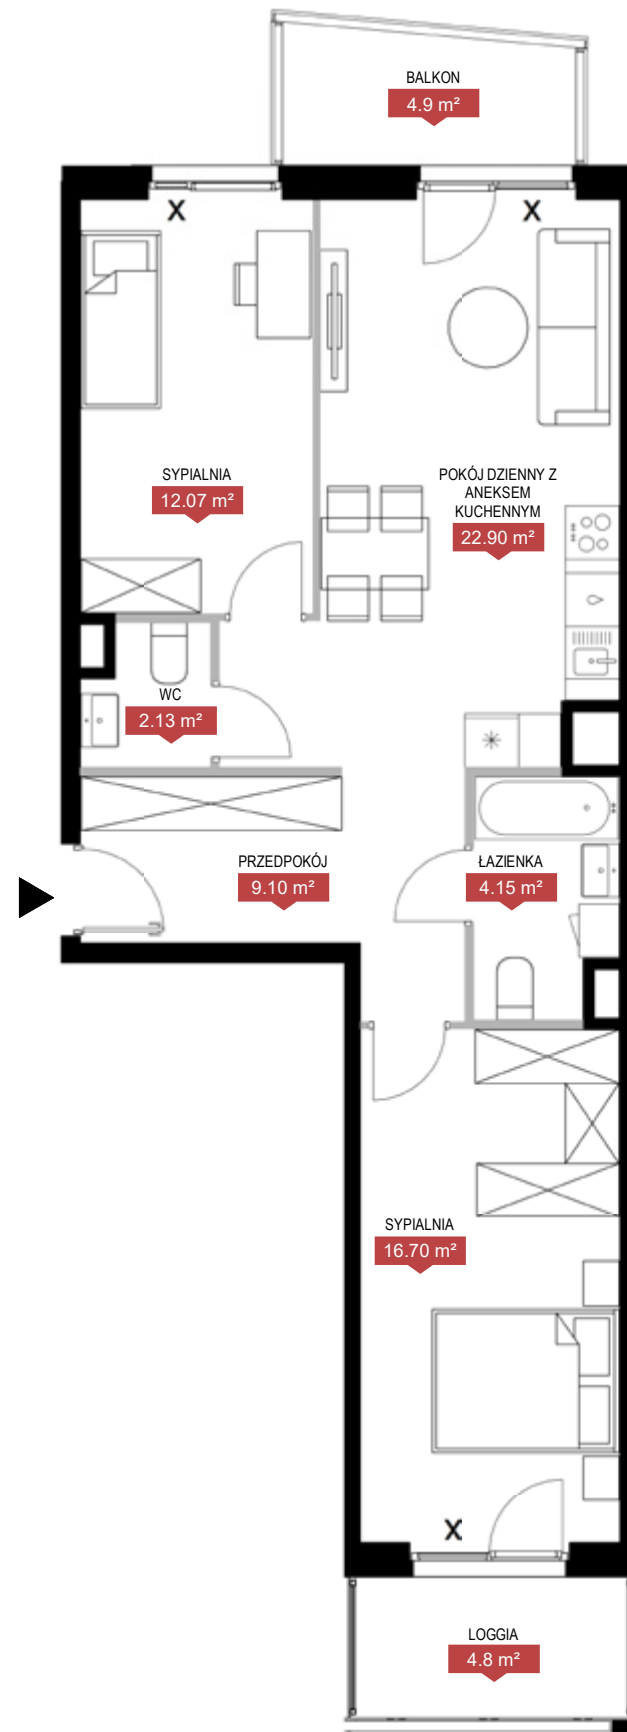 BALKON
4.9 m²
X
X
SYPIALNIA
12.07 m²
POKÓJ DZIENNY Z
ANEKSEM
KUCHENNYM
22.90 m²
WC
2.13 m²
PRZEDPOKÓJ
9.10 m²
ŁAZIENKA
4.15 m²
SYPIALNIA
16.70 m²
X
LOGGIA
4.8 m²